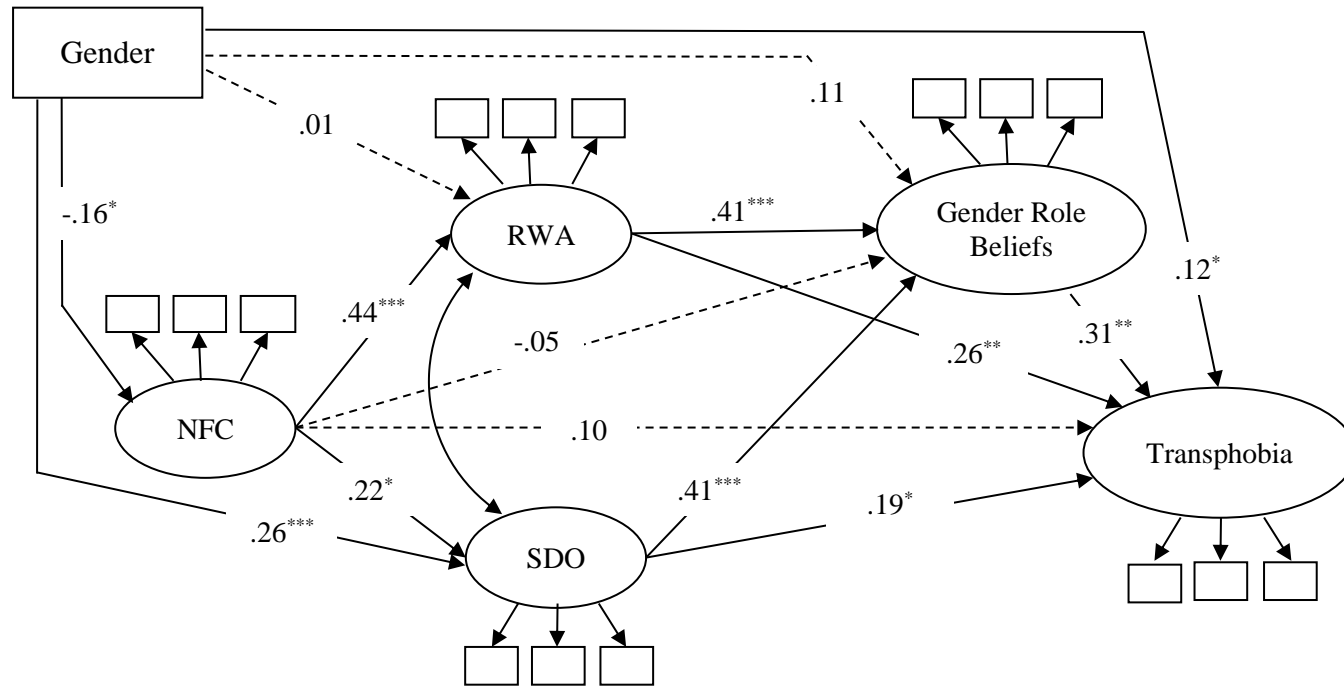 Gender
.01
.11
-.16*
RWA
.41***
Gender Role
Beliefs
.12*
.44***
-.05
.26**
.31**
NFC
.10
Transphobia
.22*
.41***
.19*
.26***
SDO